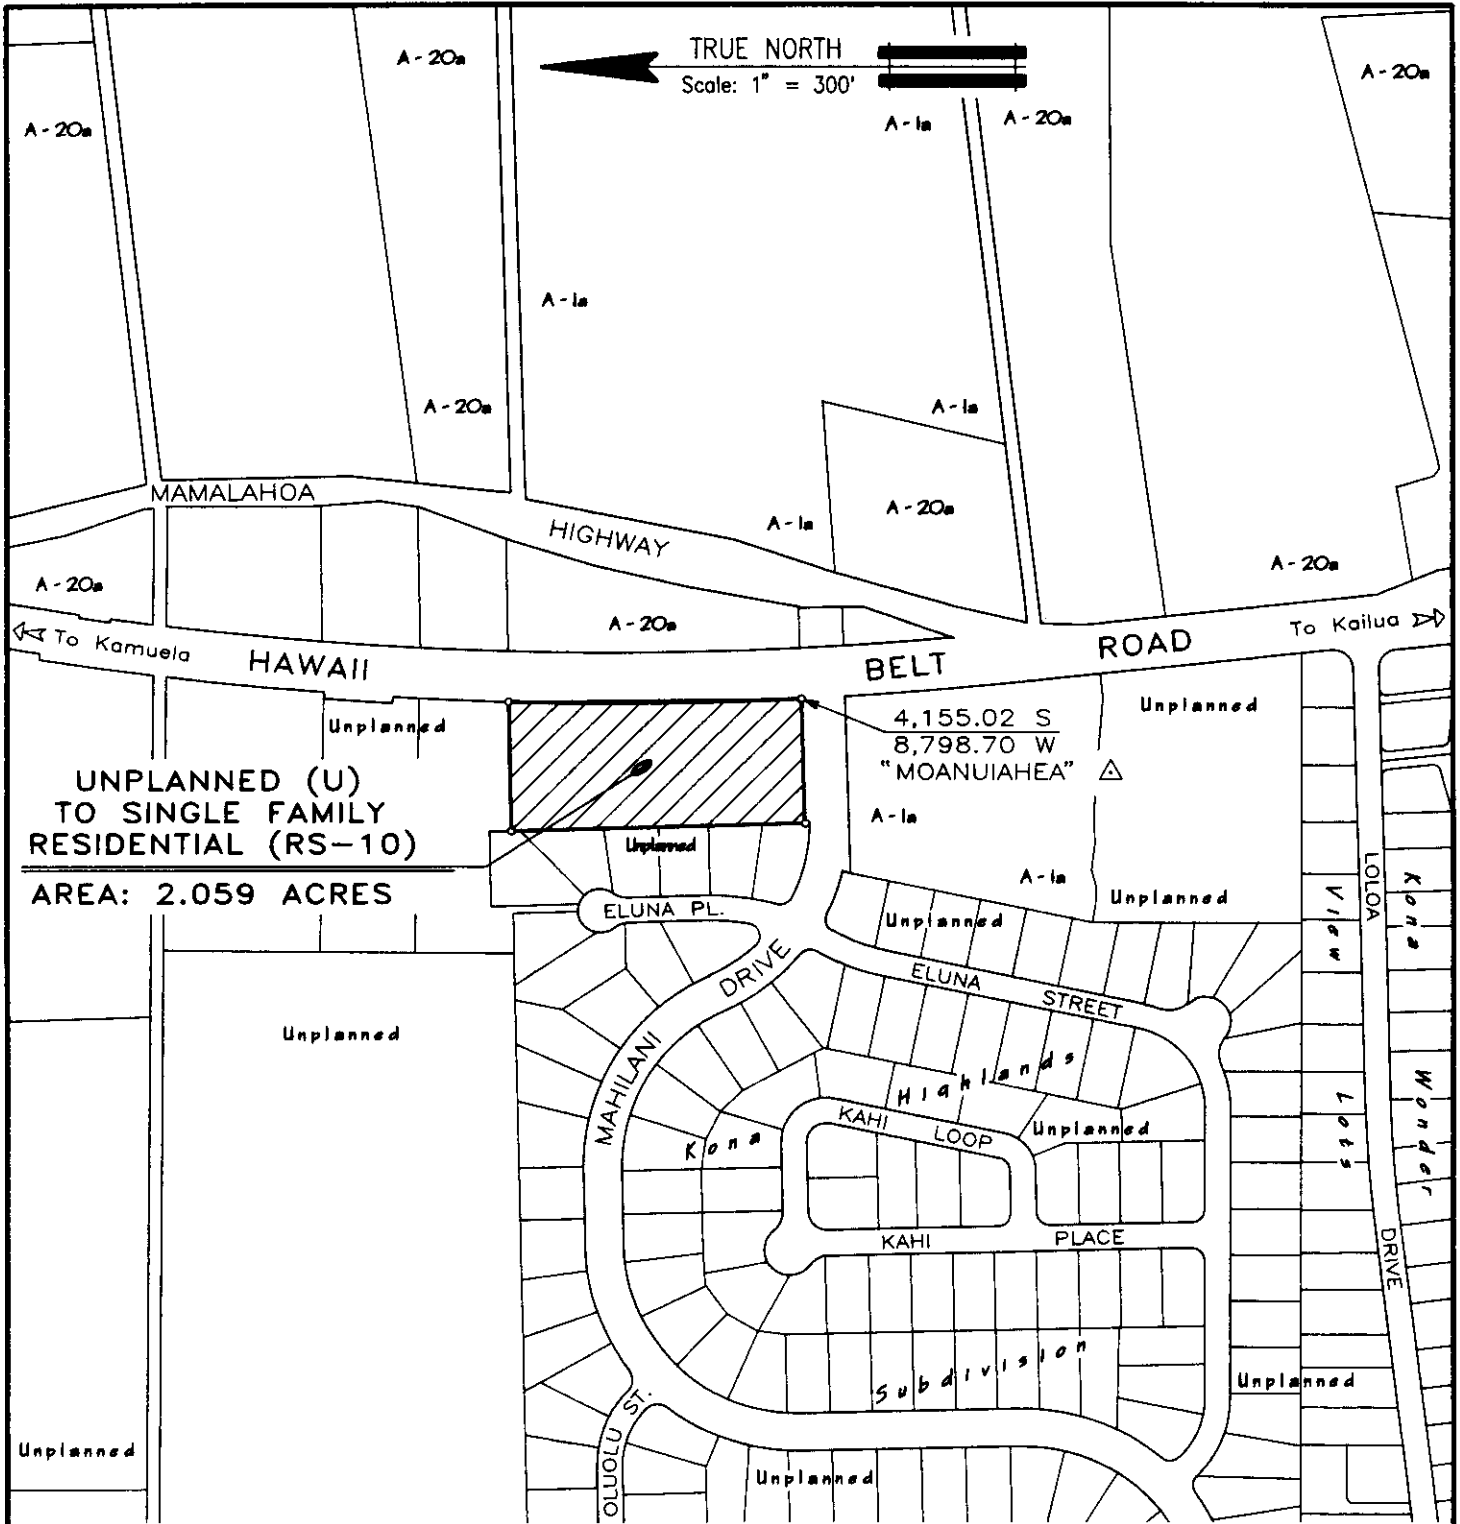 TRUE NORTH
Scale: 1" = 300'
A-20a
A-20a
A-20a
A-1a
A-20a
A-1a
A-20a
A-1a
MAMALAHOA
HIGHWAY
A-1a
A-20a
A-20a
A-20a
A-20a
To Kamuela
HAWAII
BELT
ROAD
To Kailua
Unplanned
4,155.02 S
8,798.70 W
"MOANUIAHEA"
Unplanned
UNPLANNED (U)
TO SINGLE FAMILY
RESIDENTIAL (RS-10)
AREA: 2.059 ACRES
Unplanned
A-1a
A-1a
Unplanned
Unplanned
ELUNA PL.
LOLOA
DRIVE
Kona
View
Lots
Kona
Wonder
MAHILANI
DRIVE
ELUNA
STREET
Unplanned
Highlands
KAHI
LOOP
Unplanned
KAHI
PLACE
Subdivision
Unplanned
OLUOLU ST.
Unplanned
Unplanned